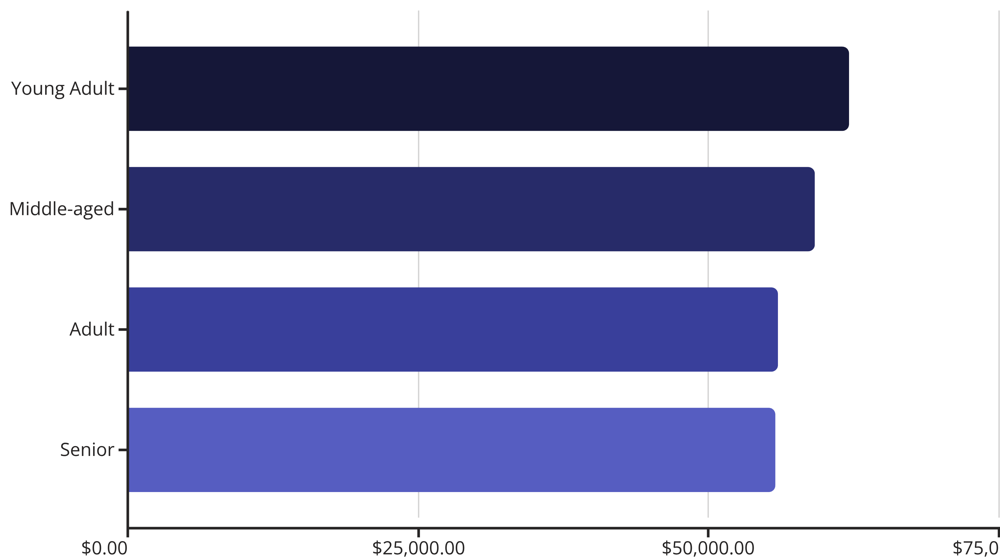 Young Adult
Middle-aged
Adult
Senior
$0.00 $25,000.00 $50,000.00 $75,0